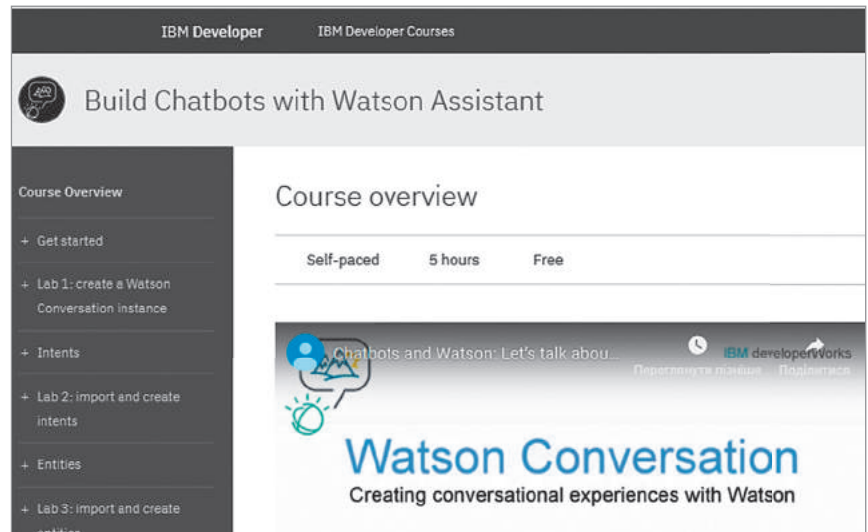 IBM Developer IBM Developer Courses
Build Chatbots with Watson Assistant
Course Overview
+ Get started
+ Lab 1: create a Watson
Conversation instance
+ Intents
+ Lab 2: import and create
intents
+ Entities
+ Lab 3: import and create
entities
Course overview
Self-paced 5 hours Free
Chatbots and Watson: Let's talk abou...
IBM developerWorks
Переглянути пізніше Поділитися
Watson Conversation
Creating conversational experiences with Watson